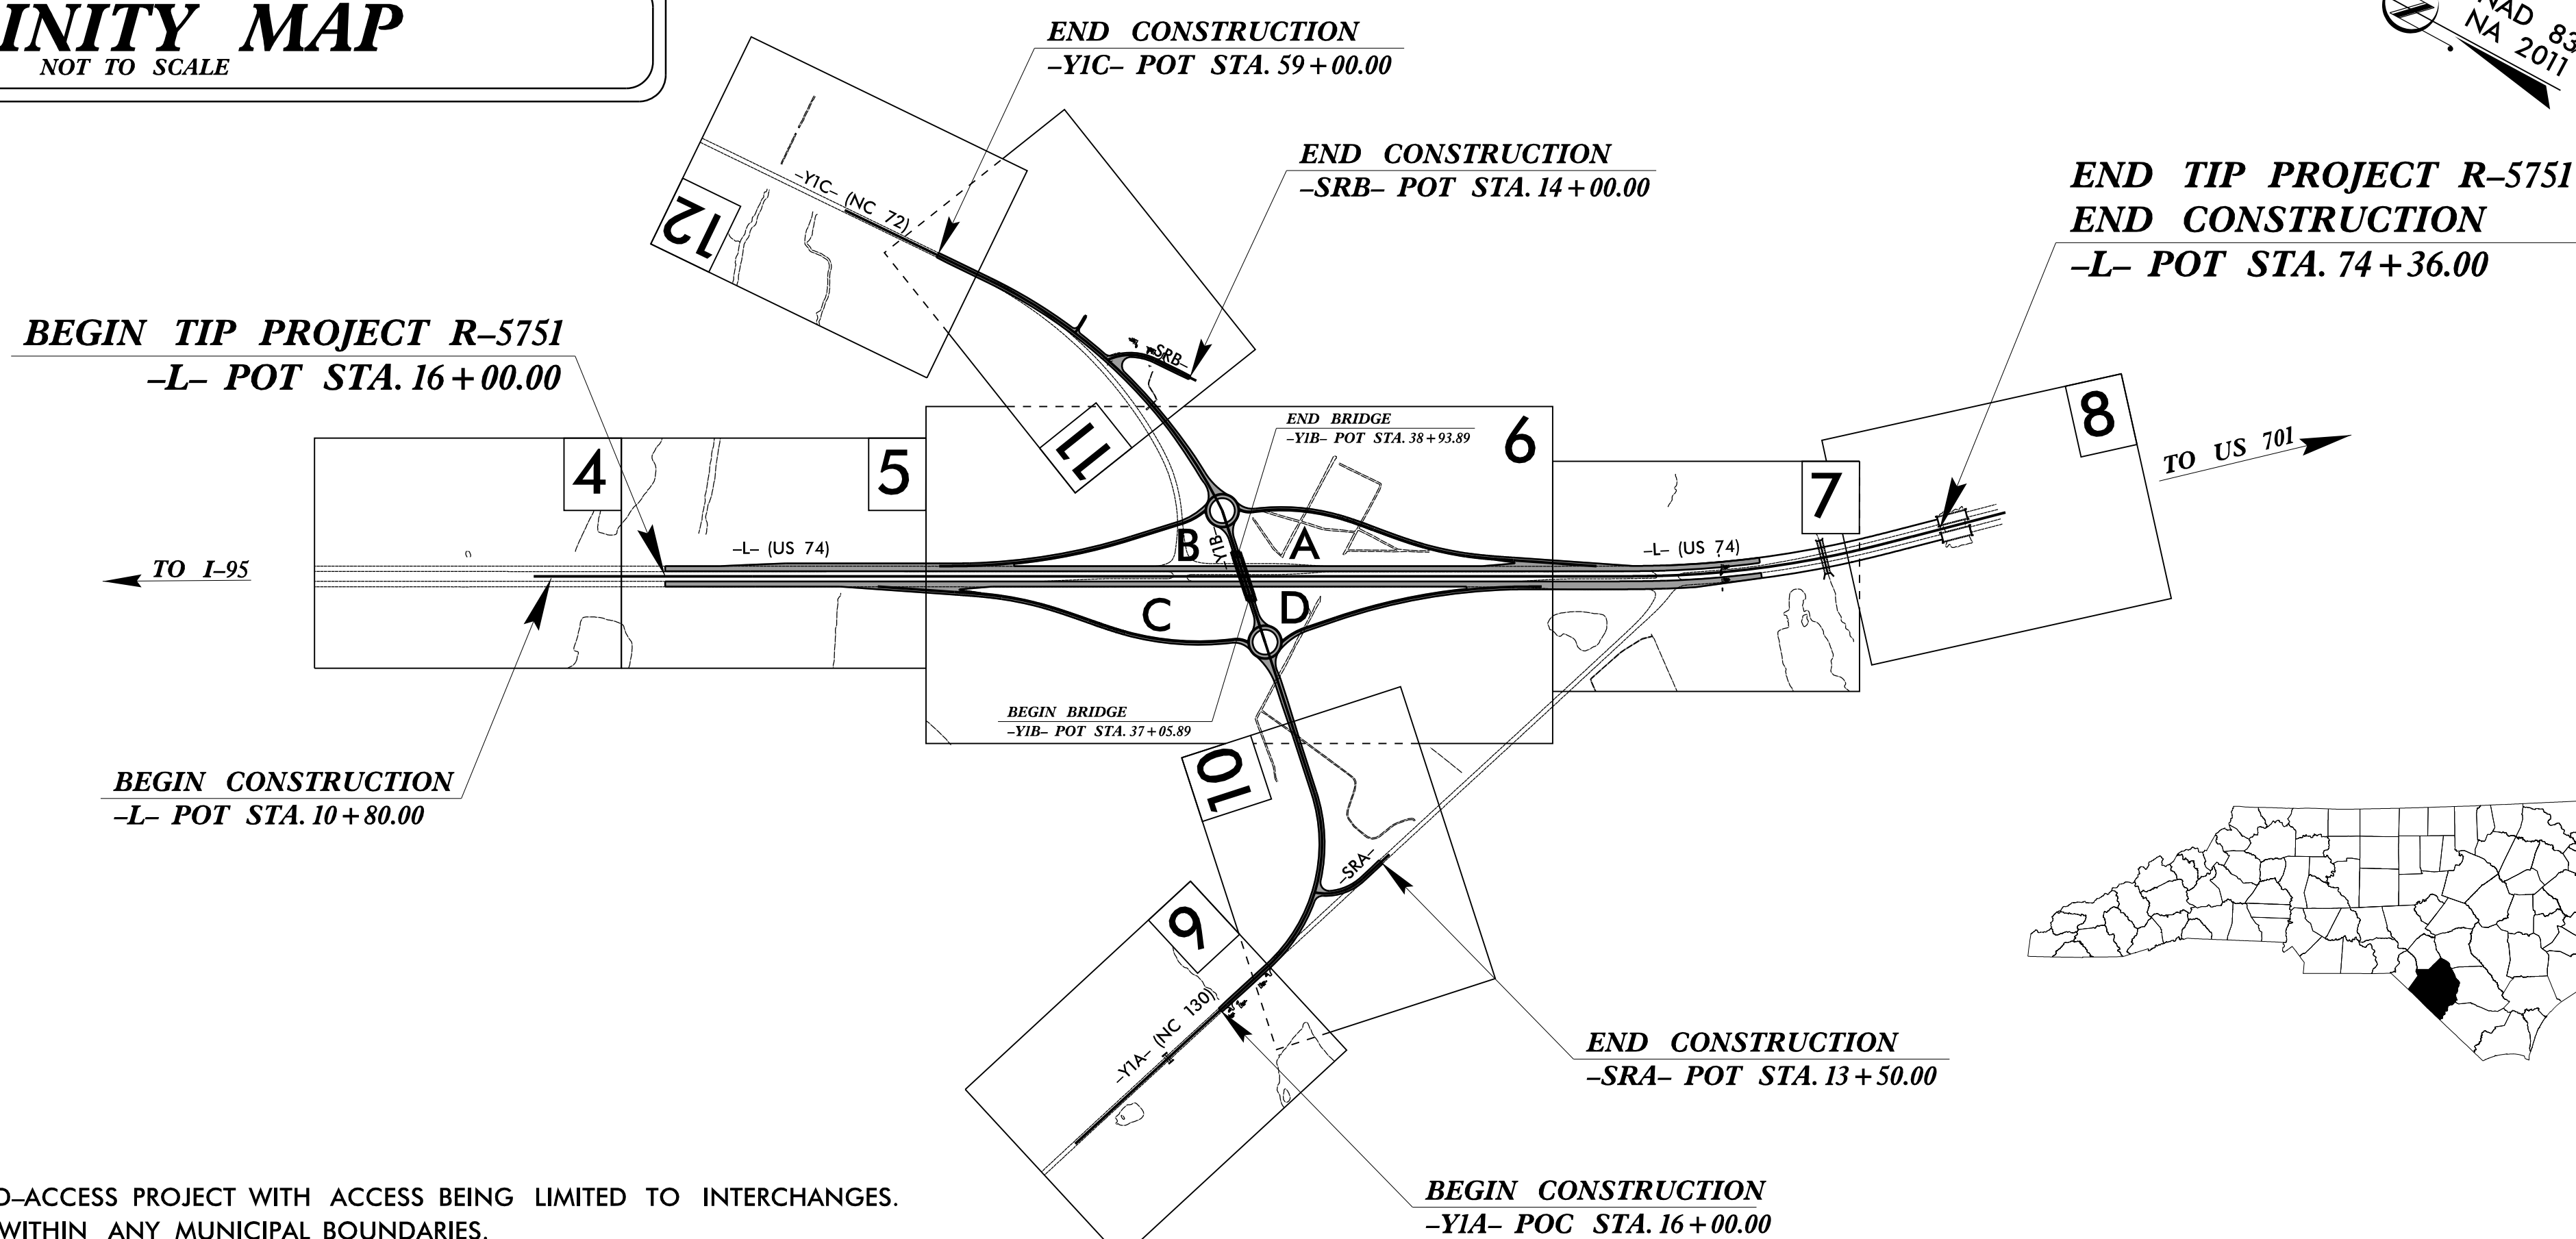 INITY MAP
NOT TO SCALE
NAD 83
NA 2011
END CONSTRUCTION
–Y1C– POT STA. 59+00.00
END CONSTRUCTION
–SRB– POT STA. 14+00.00
END TIP PROJECT R–5751
END CONSTRUCTION
–L– POT STA. 74+36.00
BEGIN TIP PROJECT R–5751
–L– POT STA. 16+00.00
12
–Y1C– (NC 72)
–SRB–
11
END BRIDGE
–Y1B– POT STA. 38+93.89
4
5
6
7
8
TO US 701
TO I–95
–L– (US 74)
B
–Y1B–
A
–L– (US 74)
C
D
BEGIN BRIDGE
–Y1B– POT STA. 37+05.89
10
BEGIN CONSTRUCTION
–L– POT STA. 10+80.00
–SRA–
9
–Y1A– (NC 130)
END CONSTRUCTION
–SRA– POT STA. 13+50.00
BEGIN CONSTRUCTION
–Y1A– POC STA. 16+00.00
D–ACCESS PROJECT WITH ACCESS BEING LIMITED TO INTERCHANGES.
WITHIN ANY MUNICIPAL BOUNDARIES.